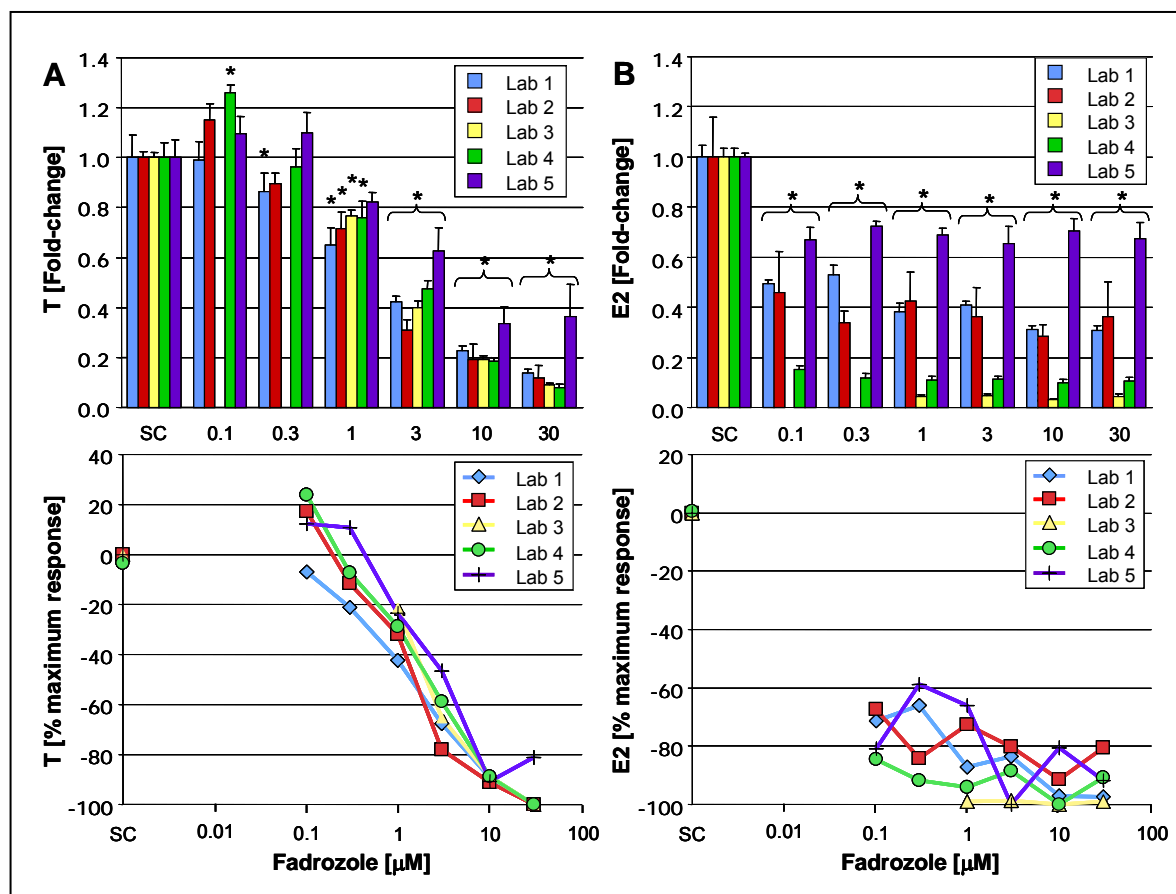 A
T [Fold-change]
1.4
1.2
1.0
0.8
0.6
0.4
0.2
0.0
* * * * * * * * *
Lab 1
Lab 2
Lab 3
Lab 4
Lab 5
SC 0.1 0.3 1 3 10 30
B
E2 [Fold-change]
1.4
1.2
1.0
0.8
0.6
0.4
0.2
0.0
* * * * * *
Lab 1
Lab 2
Lab 3
Lab 4
Lab 5
SC 0.1 0.3 1 3 10 30
T [% maximum response]
40
20
0
-20
-40
-60
-80
-100
Lab 1
Lab 2
Lab 3
Lab 4
Lab 5
SC 0.01 0.1 1 10 100
Fadrozole [µM]
E2 [% maximum response]
20
0
-20
-40
-60
-80
-100
Lab 1
Lab 2
Lab 3
Lab 4
Lab 5
SC 0.01 0.1 1 10 100
Fadrozole [µM]